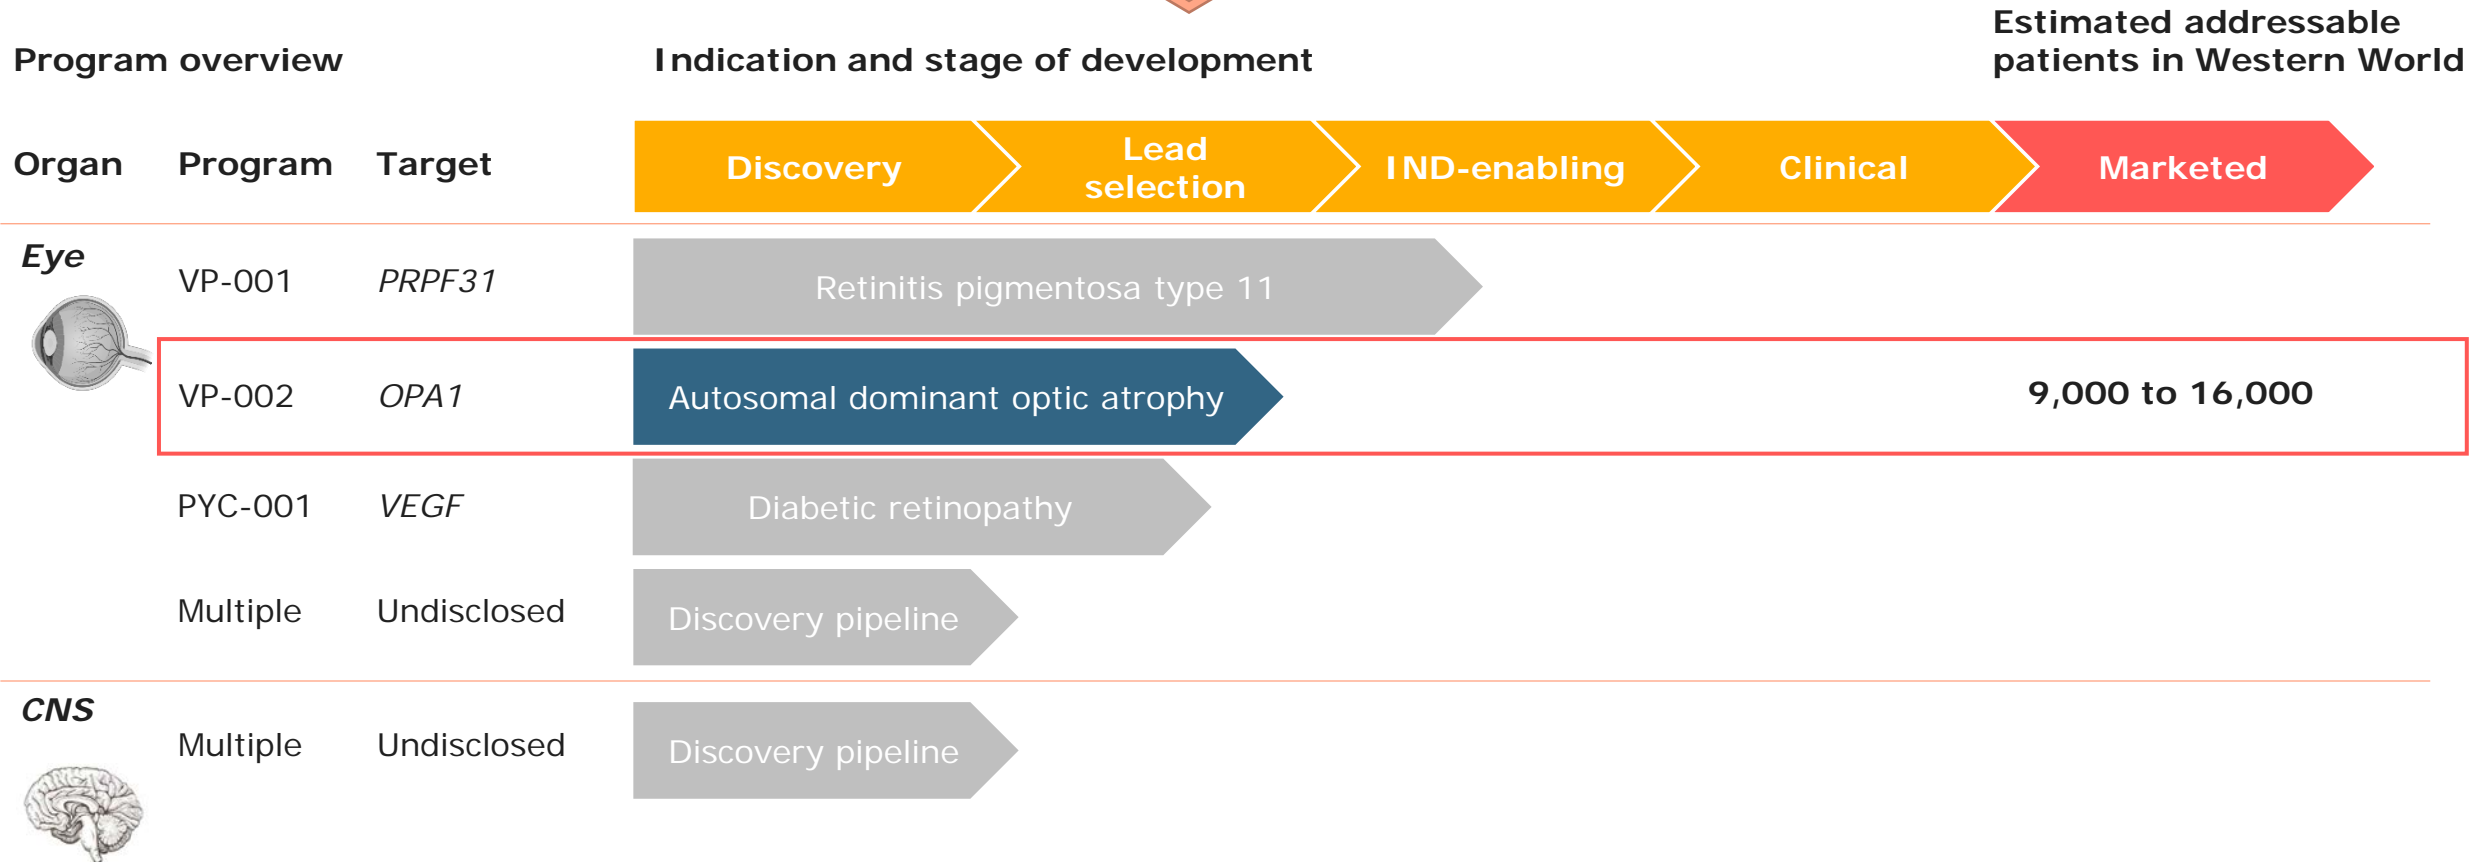 Program overview
Indication and stage of development
Estimated addressable
patients in Western World
Organ Program Target
Discovery
Lead
selection
IND-enabling
Clinical
Marketed
Eye
VP-001 PRPF31 Retinitis pigmentosa type 11
VP-002 OPA1 Autosomal dominant optic atrophy 9,000 to 16,000
PYC-001 VEGF Diabetic retinopathy
Multiple Undisclosed Discovery pipeline
CNS
Multiple Undisclosed Discovery pipeline